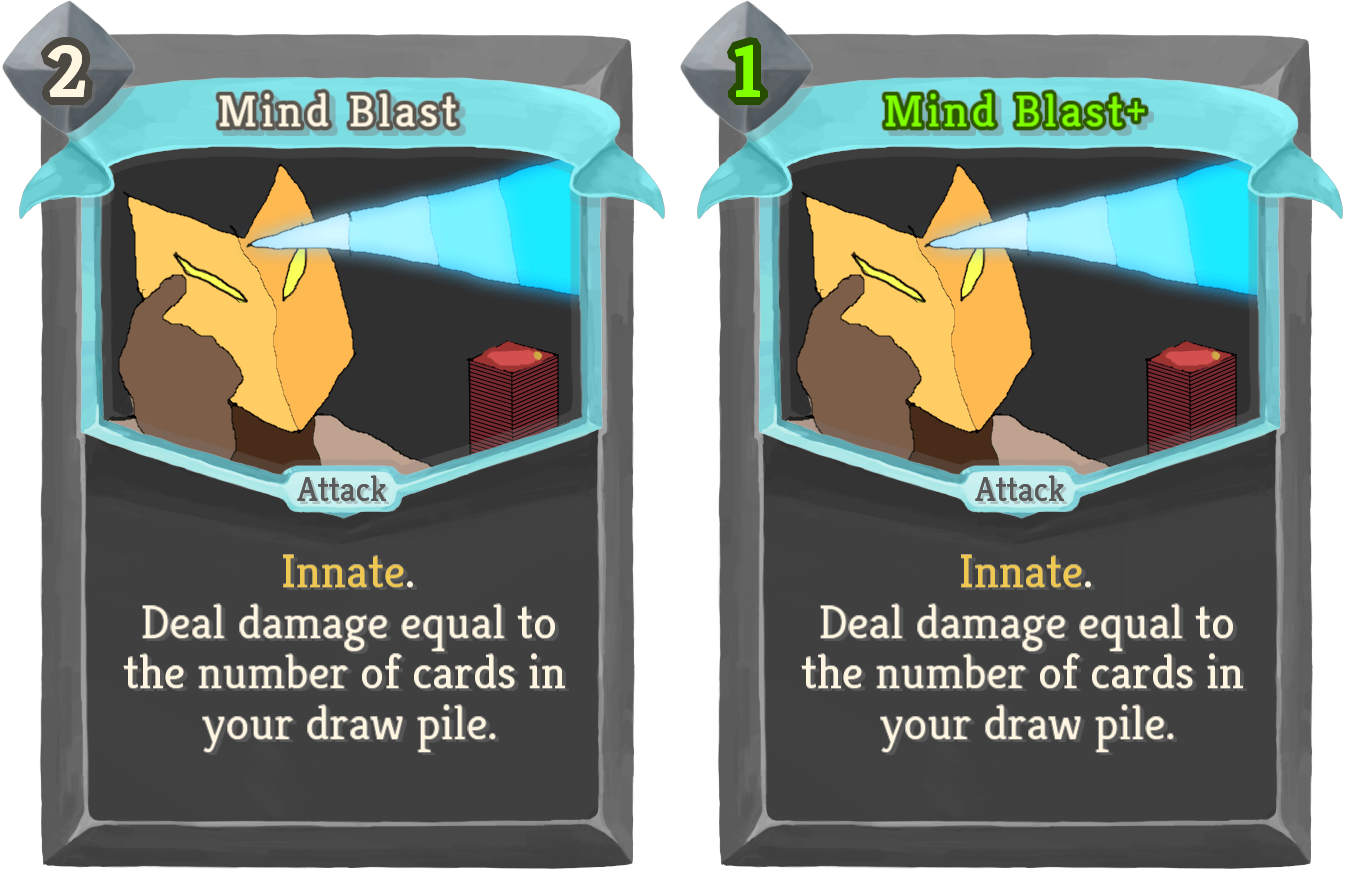 2
Mind Blast
Attack
Innate.
Deal damage equal to
the number of cards in
your draw pile.
1
Mind Blast+
Attack
Innate.
Deal damage equal to
the number of cards in
your draw pile.